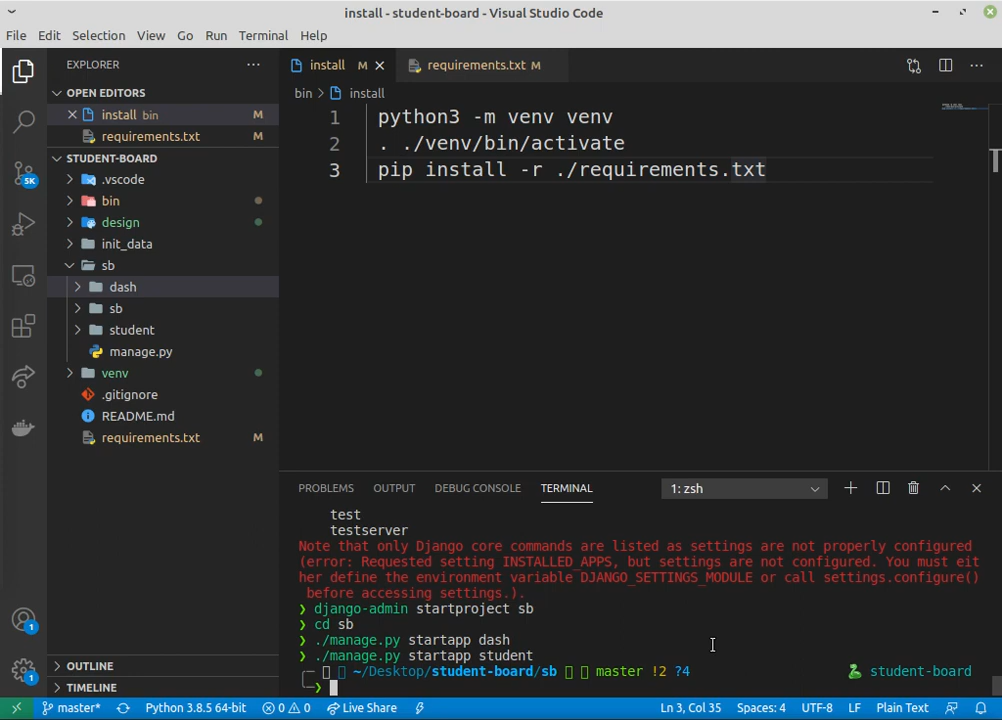 install - student-board - Visual Studio Code
File Edit Selection View Go Run Terminal Help
EXPLORER
OPEN EDITORS
install bin M
requirements.txt M
STUDENT-BOARD
.vscode
bin
design
init_data
sb
dash
sb
student
manage.py
venv
.gitignore
README.md
requirements.txt M
OUTLINE
TIMELINE
5K
1
1
install M
requirements.txt M
bin > install
1 python3 -m venv venv
2 . ./venv/bin/activate
3 pip install -r ./requirements.txt
PROBLEMS OUTPUT DEBUG CONSOLE TERMINAL 1: zsh
test
testserver
Note that only Django core commands are listed as settings are not properly configured
(error: Requested setting INSTALLED_APPS, but settings are not configured. You must eit
her define the environment variable DJANGO_SETTINGS_MODULE or call settings.configure()
before accessing settings.).
❯ django-admin startproject sb
❯ cd sb
❯ ./manage.py startapp dash
❯ ./manage.py startapp student
~/Desktop/student-board/sb master !2 ?4 student-board
❯
master* Python 3.8.5 64-bit 0 0 Live Share Ln 3, Col 35 Spaces: 4 UTF-8 LF Plain Text